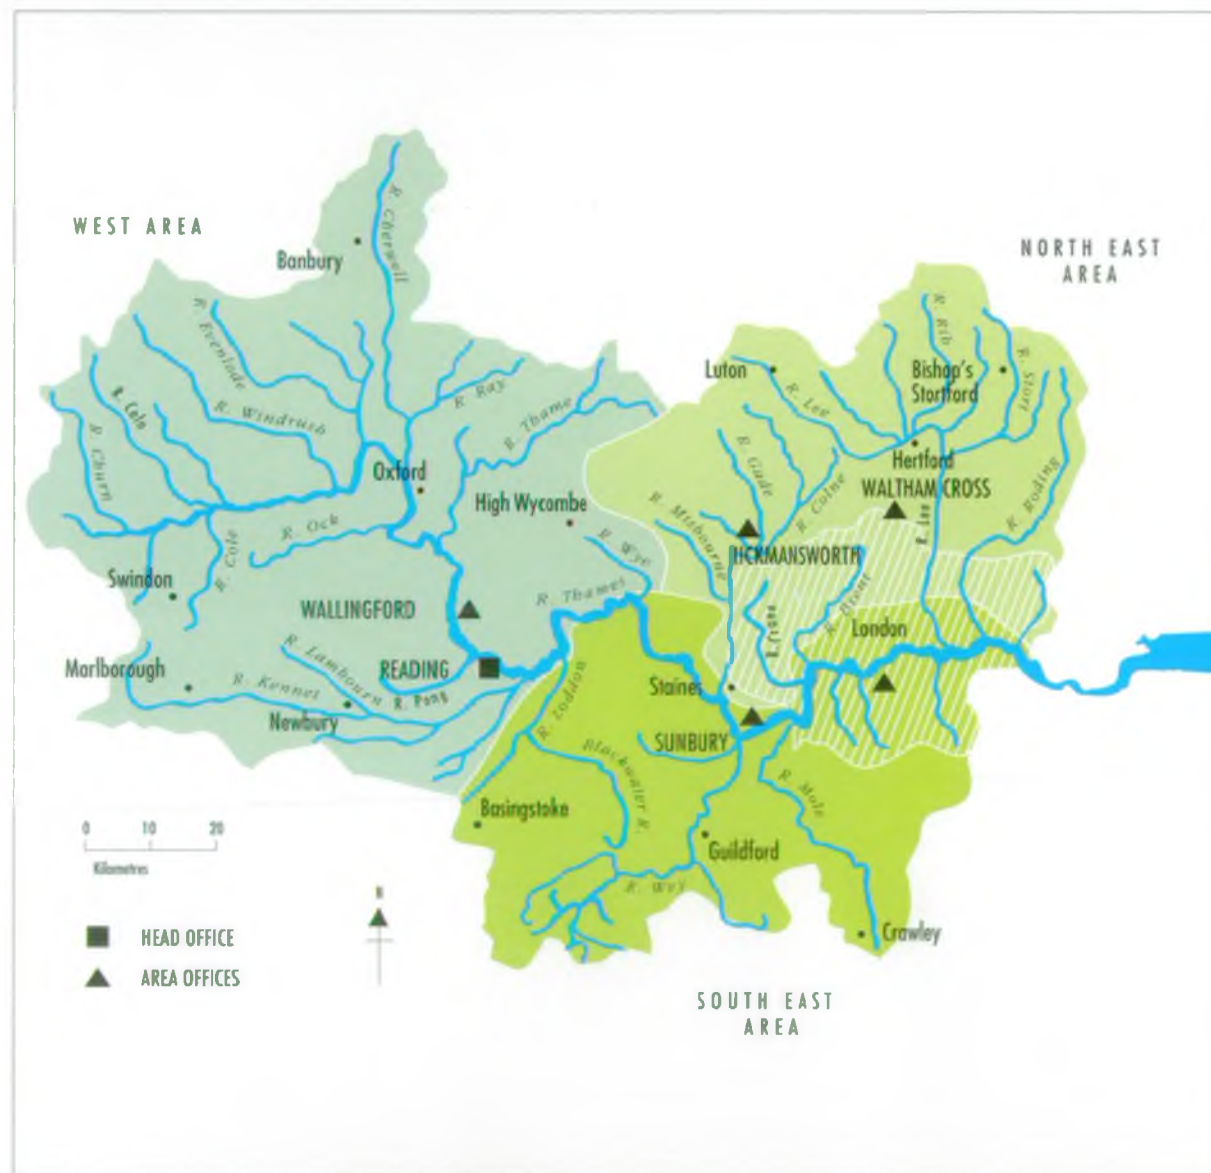 WEST AREA
NORTH EAST
AREA
Banbury
R. Cherwell
R. Evenlode
R. Windrush
R. Coln
R. Churn
R. Ray
R. Thame
Oxford
High Wycombe
R. Och
R. Cole
R. Wye
R. Thames
Swindon
WALLINGFORD
READING
Marlborough
R. Lambourn
R. Kennet
R. Pang
Newbury
Luton
R. Lee
R. Rib
Bishop's
Stortford
R. Stort
Hertford
WALTHAM CROSS
R. Gade
R. Colne
R. Misbourne
R. Lee
R. Roding
RICKMANSWORTH
R. Crane
R. Brent
London
Staines
SUNBURY
R. Loddon
Blackwater R.
Basingstoke
R. Mole
Guildford
R. Wey
Crawley
0 10 20
Kilometres
N
HEAD OFFICE
AREA OFFICES
SOUTH EAST
AREA